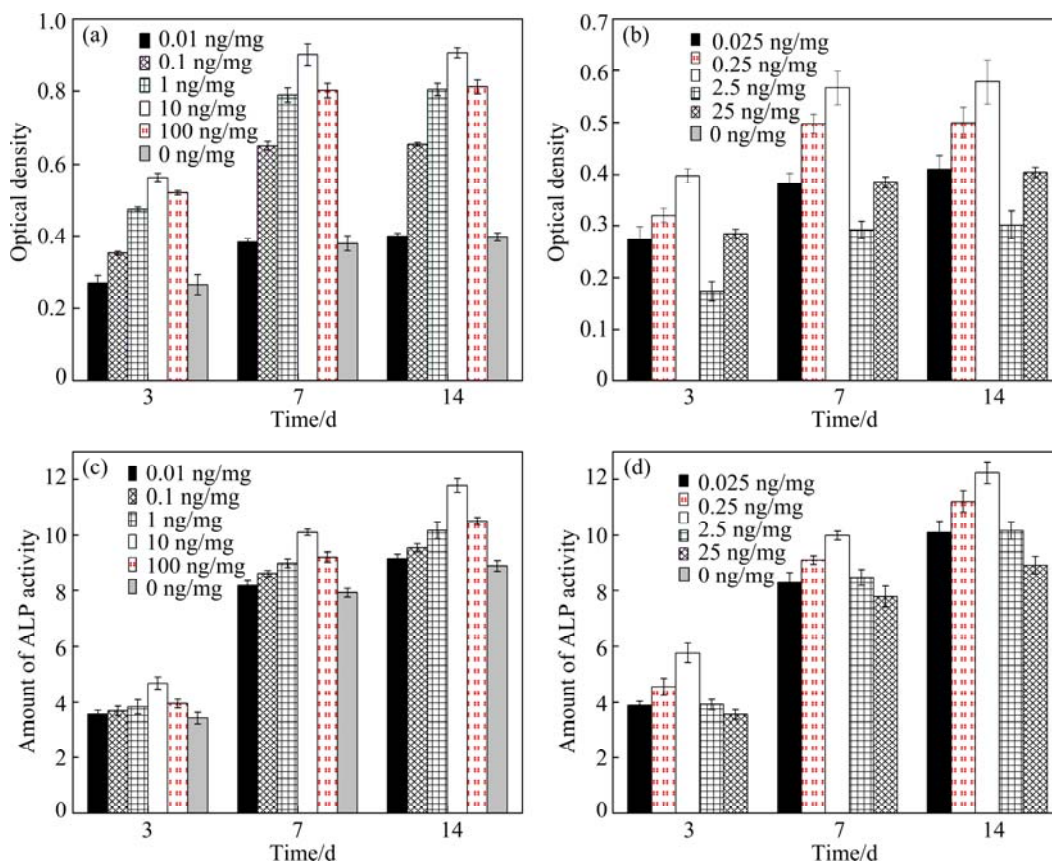 (a)
0.01 ng/mg
0.1 ng/mg
1 ng/mg
10 ng/mg
100 ng/mg
0 ng/mg
1.0
0.8
0.6
0.4
0.2
0
Optical density
3 7 14
Time/d
(b)
0.025 ng/mg
0.25 ng/mg
2.5 ng/mg
25 ng/mg
0 ng/mg
0.7
0.6
0.5
0.4
0.3
0.2
0.1
0
Optical density
3 7 14
Time/d
(c)
0.01 ng/mg
0.1 ng/mg
1 ng/mg
10 ng/mg
100 ng/mg
0 ng/mg
12
10
8
6
4
2
0
Amount of ALP activity
3 7 14
Time/d
(d)
0.025 ng/mg
0.25 ng/mg
2.5 ng/mg
25 ng/mg
0 ng/mg
12
10
8
6
4
2
0
Amount of ALP activity
3 7 14
Time/d